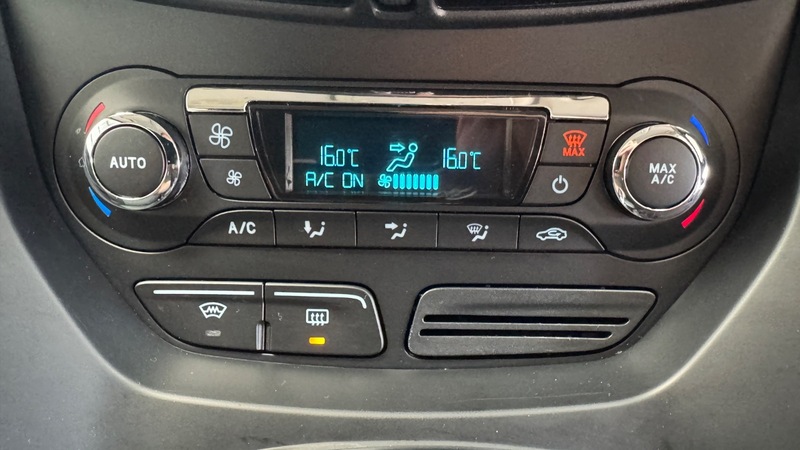 AUTO
16.0°C
16.0°C
A/C ON
MAX
MAX
A/C
A/C